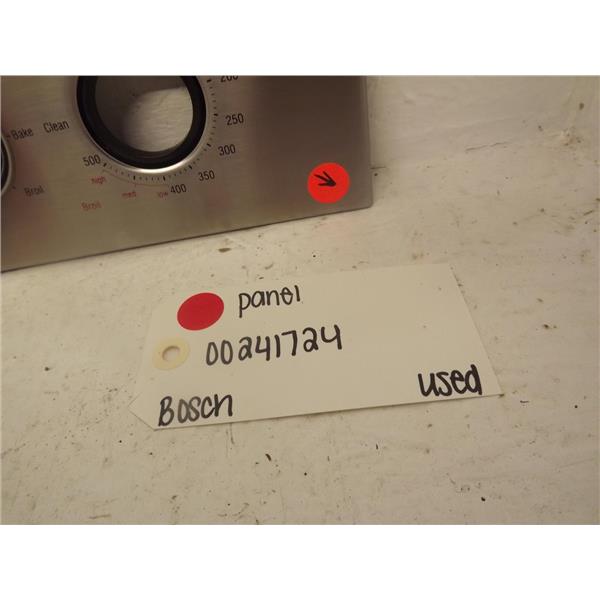 200
Bake Clean 250
500 300
high low 350
Broil med 400
Broil
panel
00241724
Bosch used